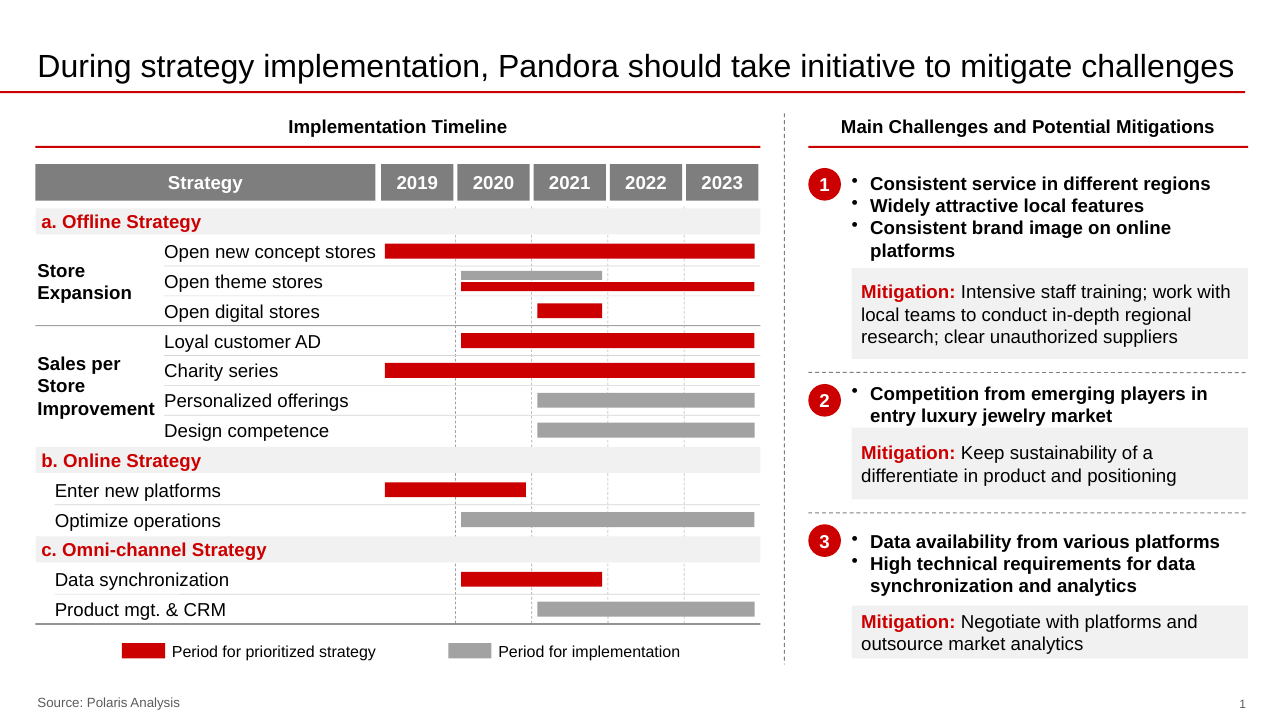 During strategy implementation, Pandora should take initiative to mitigate challenges
Implementation Timeline
Strategy 2019 2020 2021 2022 2023
a. Offline Strategy
Store
Expansion
Open new concept stores
Open theme stores
Open digital stores
Sales per
Store
Improvement
Loyal customer AD
Charity series
Personalized offerings
Design competence
b. Online Strategy
Enter new platforms
Optimize operations
c. Omni-channel Strategy
Data synchronization
Product mgt. & CRM
Period for prioritized strategy
Period for implementation
Main Challenges and Potential Mitigations
1
• Consistent service in different regions
• Widely attractive local features
• Consistent brand image on online
platforms
Mitigation: Intensive staff training; work with
local teams to conduct in-depth regional
research; clear unauthorized suppliers
2
• Competition from emerging players in
entry luxury jewelry market
Mitigation: Keep sustainability of a
differentiate in product and positioning
3
• Data availability from various platforms
• High technical requirements for data
synchronization and analytics
Mitigation: Negotiate with platforms and
outsource market analytics
Source: Polaris Analysis
1